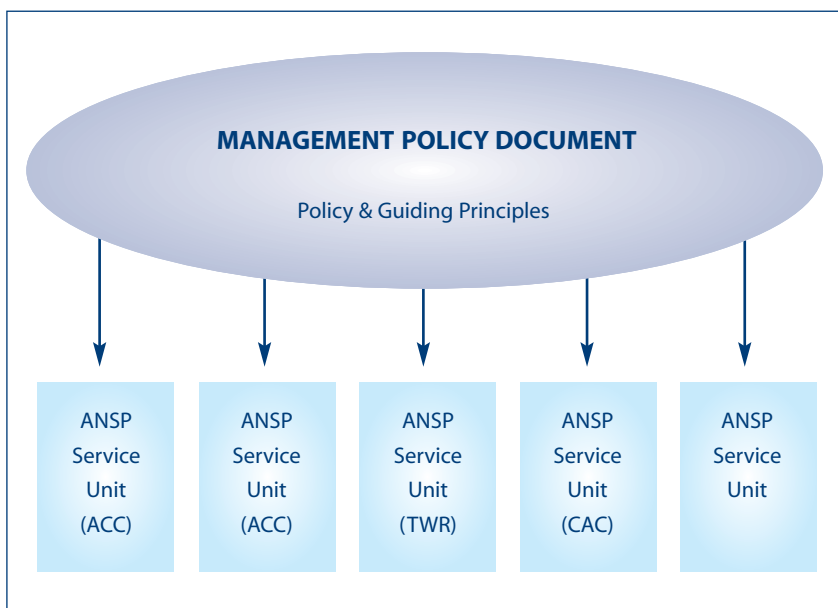 MANAGEMENT POLICY DOCUMENT
Policy & Guiding Principles
ANSP
Service
Unit
(ACC)
ANSP
Service
Unit
(ACC)
ANSP
Service
Unit
(TWR)
ANSP
Service
Unit
(CAC)
ANSP
Service
Unit